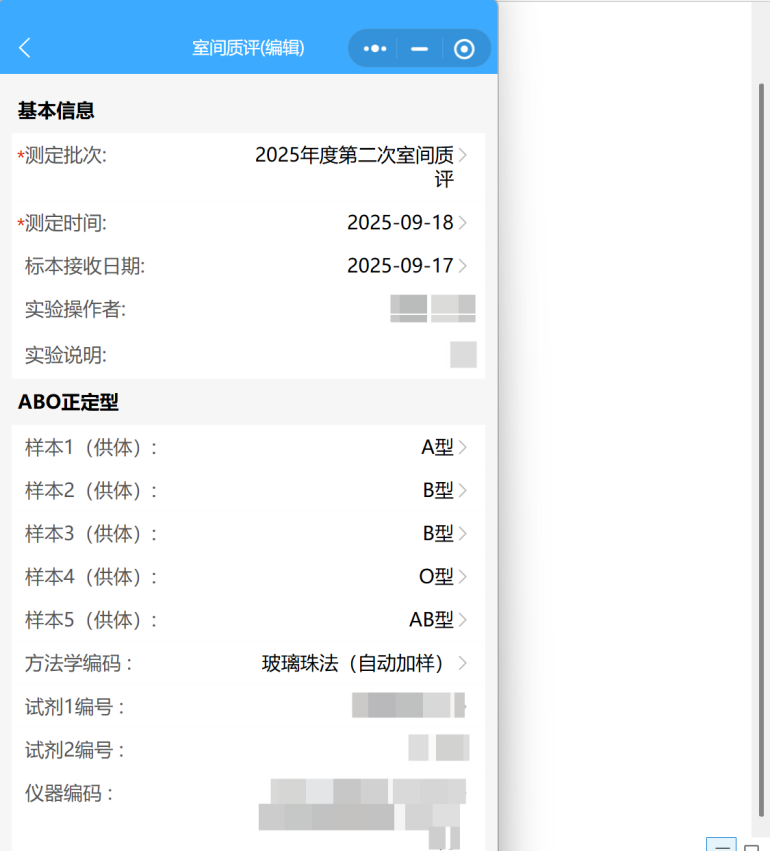 室间质评(编辑)
基本信息
*测定批次: 2025年度第二次室间质
评
*测定时间: 2025-09-18
标本接收日期: 2025-09-17
实验操作者:
实验说明:
ABO正定型
样本1（供体）: A型
样本2（供体）: B型
样本3（供体）: B型
样本4（供体）: O型
样本5（供体）: AB型
方法学编码: 玻璃珠法（自动加样）
试剂1编号:
试剂2编号:
仪器编码: